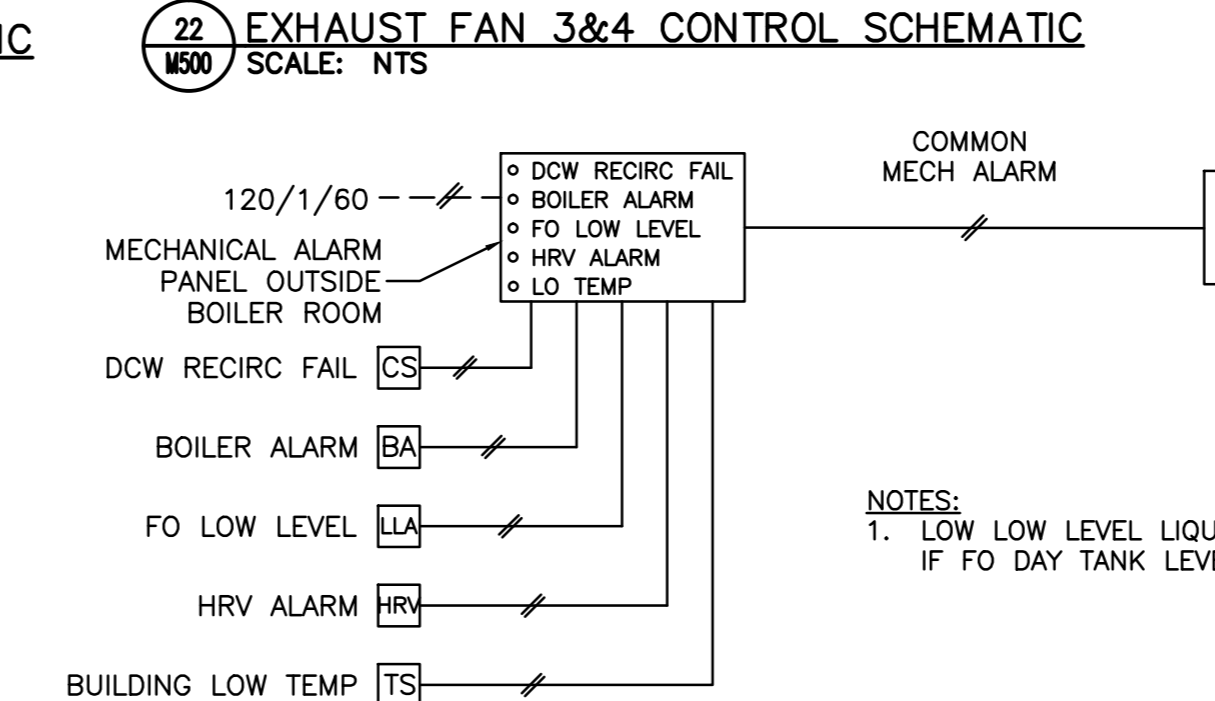 IC
22
M500
EXHAUST FAN 3&4 CONTROL SCHEMATIC
SCALE: NTS
120/1/60
MECHANICAL ALARM
PANEL OUTSIDE
BOILER ROOM
DCW RECIRC FAIL
BOILER ALARM
FO LOW LEVEL
HRV ALARM
LO TEMP
COMMON
MECH ALARM
DCW RECIRC FAIL CS
BOILER ALARM BA
FO LOW LEVEL LLA
HRV ALARM HRV
BUILDING LOW TEMP TS
NOTES:
1. LOW LOW LEVEL LIQU
IF FO DAY TANK LEVE